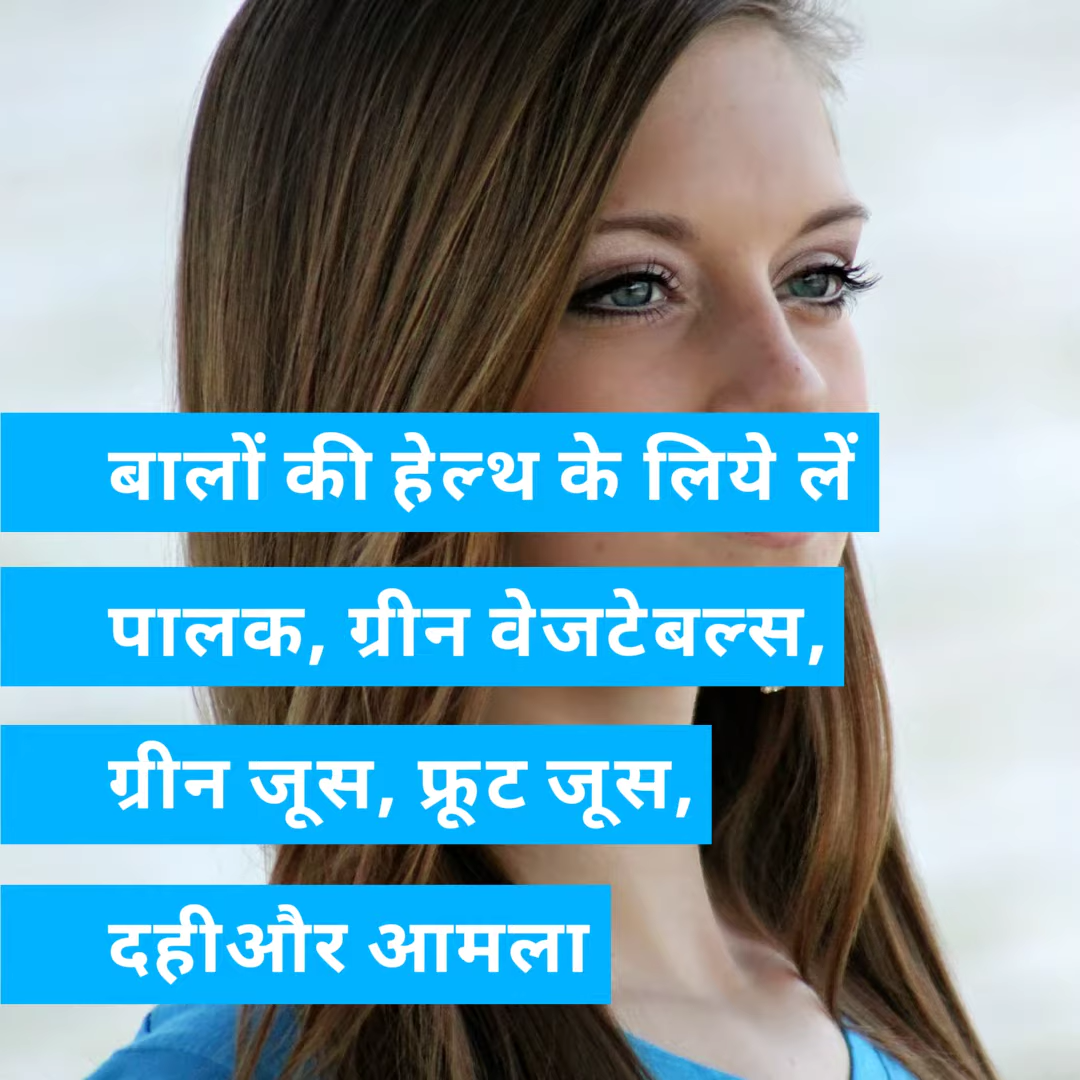 बालों की हेल्थ के लिये लें
पालक, ग्रीन वेजटेबल्स,
ग्रीन जूस, फ्रूट जूस,
दहीऔर आमला